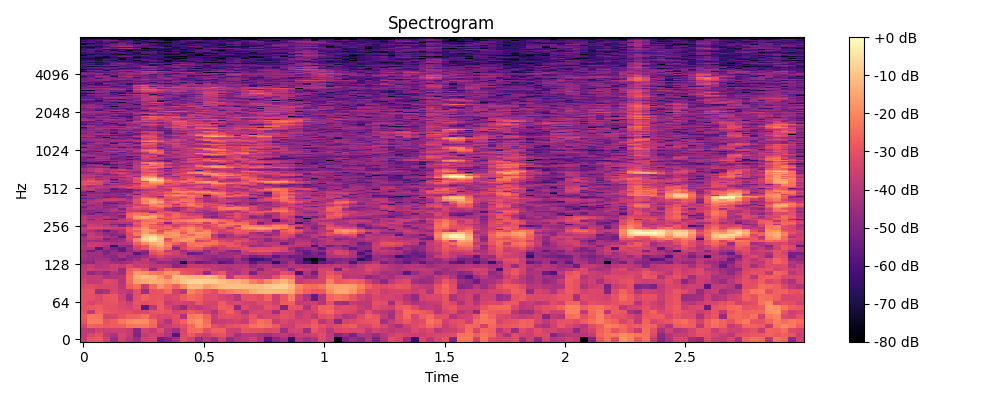 Spectrogram
Hz
4096
2048
1024
512
256
128
64
0
0 0.5 1 1.5 2 2.5
Time
+0 dB
-10 dB
-20 dB
-30 dB
-40 dB
-50 dB
-60 dB
-70 dB
-80 dB